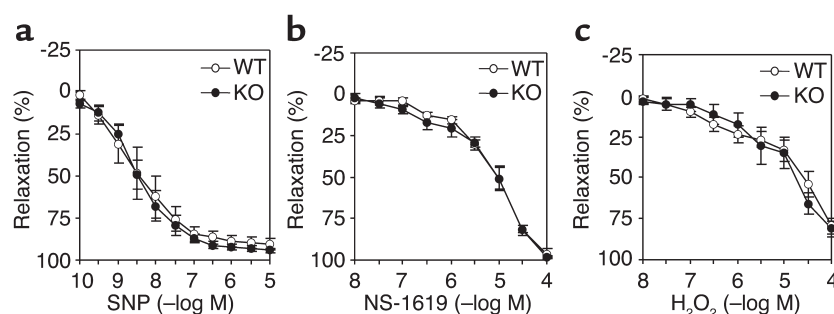 a
-25
0
25
50
75
100
Relaxation (%)
WT
KO
10 9 8 7 6 5
SNP (–log M)
b
-25
0
25
50
75
100
Relaxation (%)
WT
KO
8 7 6 5 4
NS-1619 (–log M)
c
-25
0
25
50
75
100
Relaxation (%)
WT
KO
8 7 6 5 4
H₂O₂ (–log M)